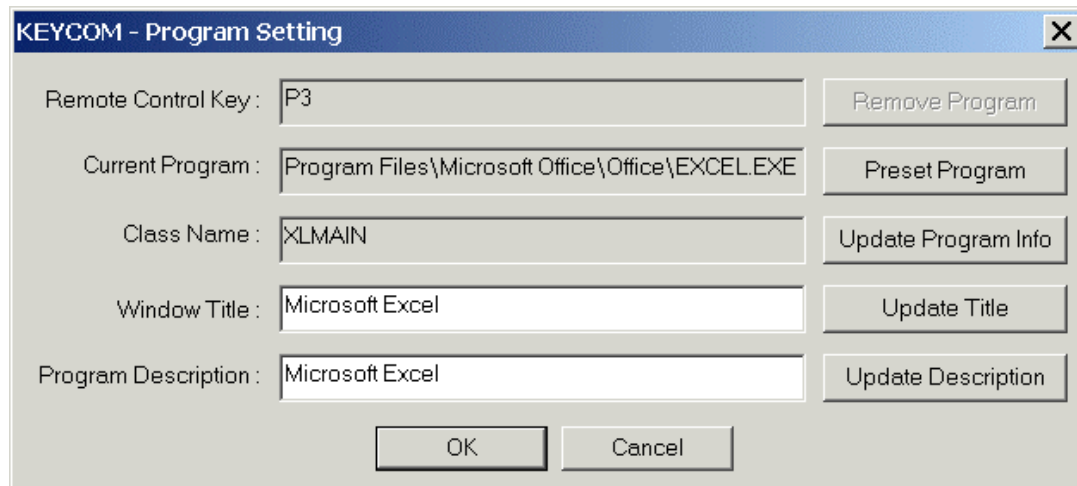 KEYCOM - Program Setting
Remote Control Key : P3 Remove Program
Current Program : Program Files\Microsoft Office\Office\EXCEL.EXE Preset Program
Class Name : XLMAIN Update Program Info
Window Title : Microsoft Excel Update Title
Program Description : Microsoft Excel Update Description
OK Cancel